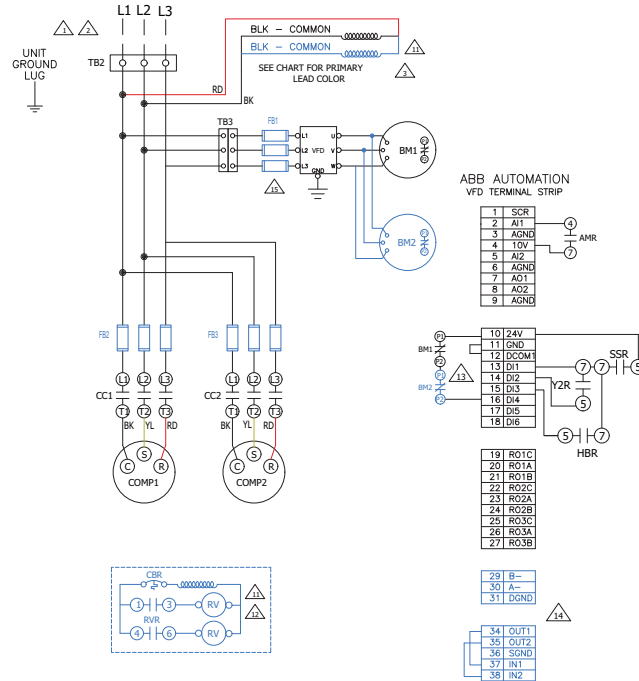 L1 L2 L3
1 2
UNIT
GROUND
LUG
TB2
BLK - COMMON
BLK - COMMON
11
SEE CHART FOR PRIMARY
LEAD COLOR
3
RD
BK
TB3
FB1
L1 U
L2 VFD V
L3 W
GND
15
BM1
P1
P2
BM2
P1
P2
ABB AUTOMATION
VFD TERMINAL STRIP
1 SCR
2 AI1
3 AGND
4 10V
5 AI2
6 AGND
7 AO1
8 AO2
9 AGND
4
AMR
7
FB2
FB3
L1 L2 L3
L1 L2 L3
CC1
CC2
T1 T2 T3
T1 T2 T3
BK YL RD
BK YL RD
C S R
C S R
COMP1
COMP2
P1
BM1
P2
P1
BM2
P2
13
10 24V
11 GND
12 DCOM1
13 DI1
14 DI2
15 DI3
16 DI4
17 DI5
18 DI6
7 7 SSR 5
Y2R
5
5 7
HBR
19 RO1C
20 RO1A
21 RO1B
22 RO2C
23 RO2A
24 RO2B
25 RO3C
26 RO3A
27 RO3B
CBR
11
1 3 RV
12
RVR
4 6 RV
29 B-
30 A-
31 DGND
14
34 OUT1
35 OUT2
36 SGND
37 IN1
38 IN2